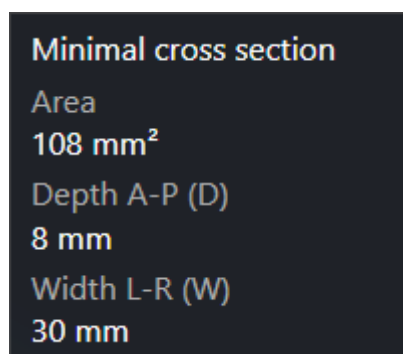 Minimal cross section
Area
108 mm²
Depth A-P (D)
8 mm
Width L-R (W)
30 mm